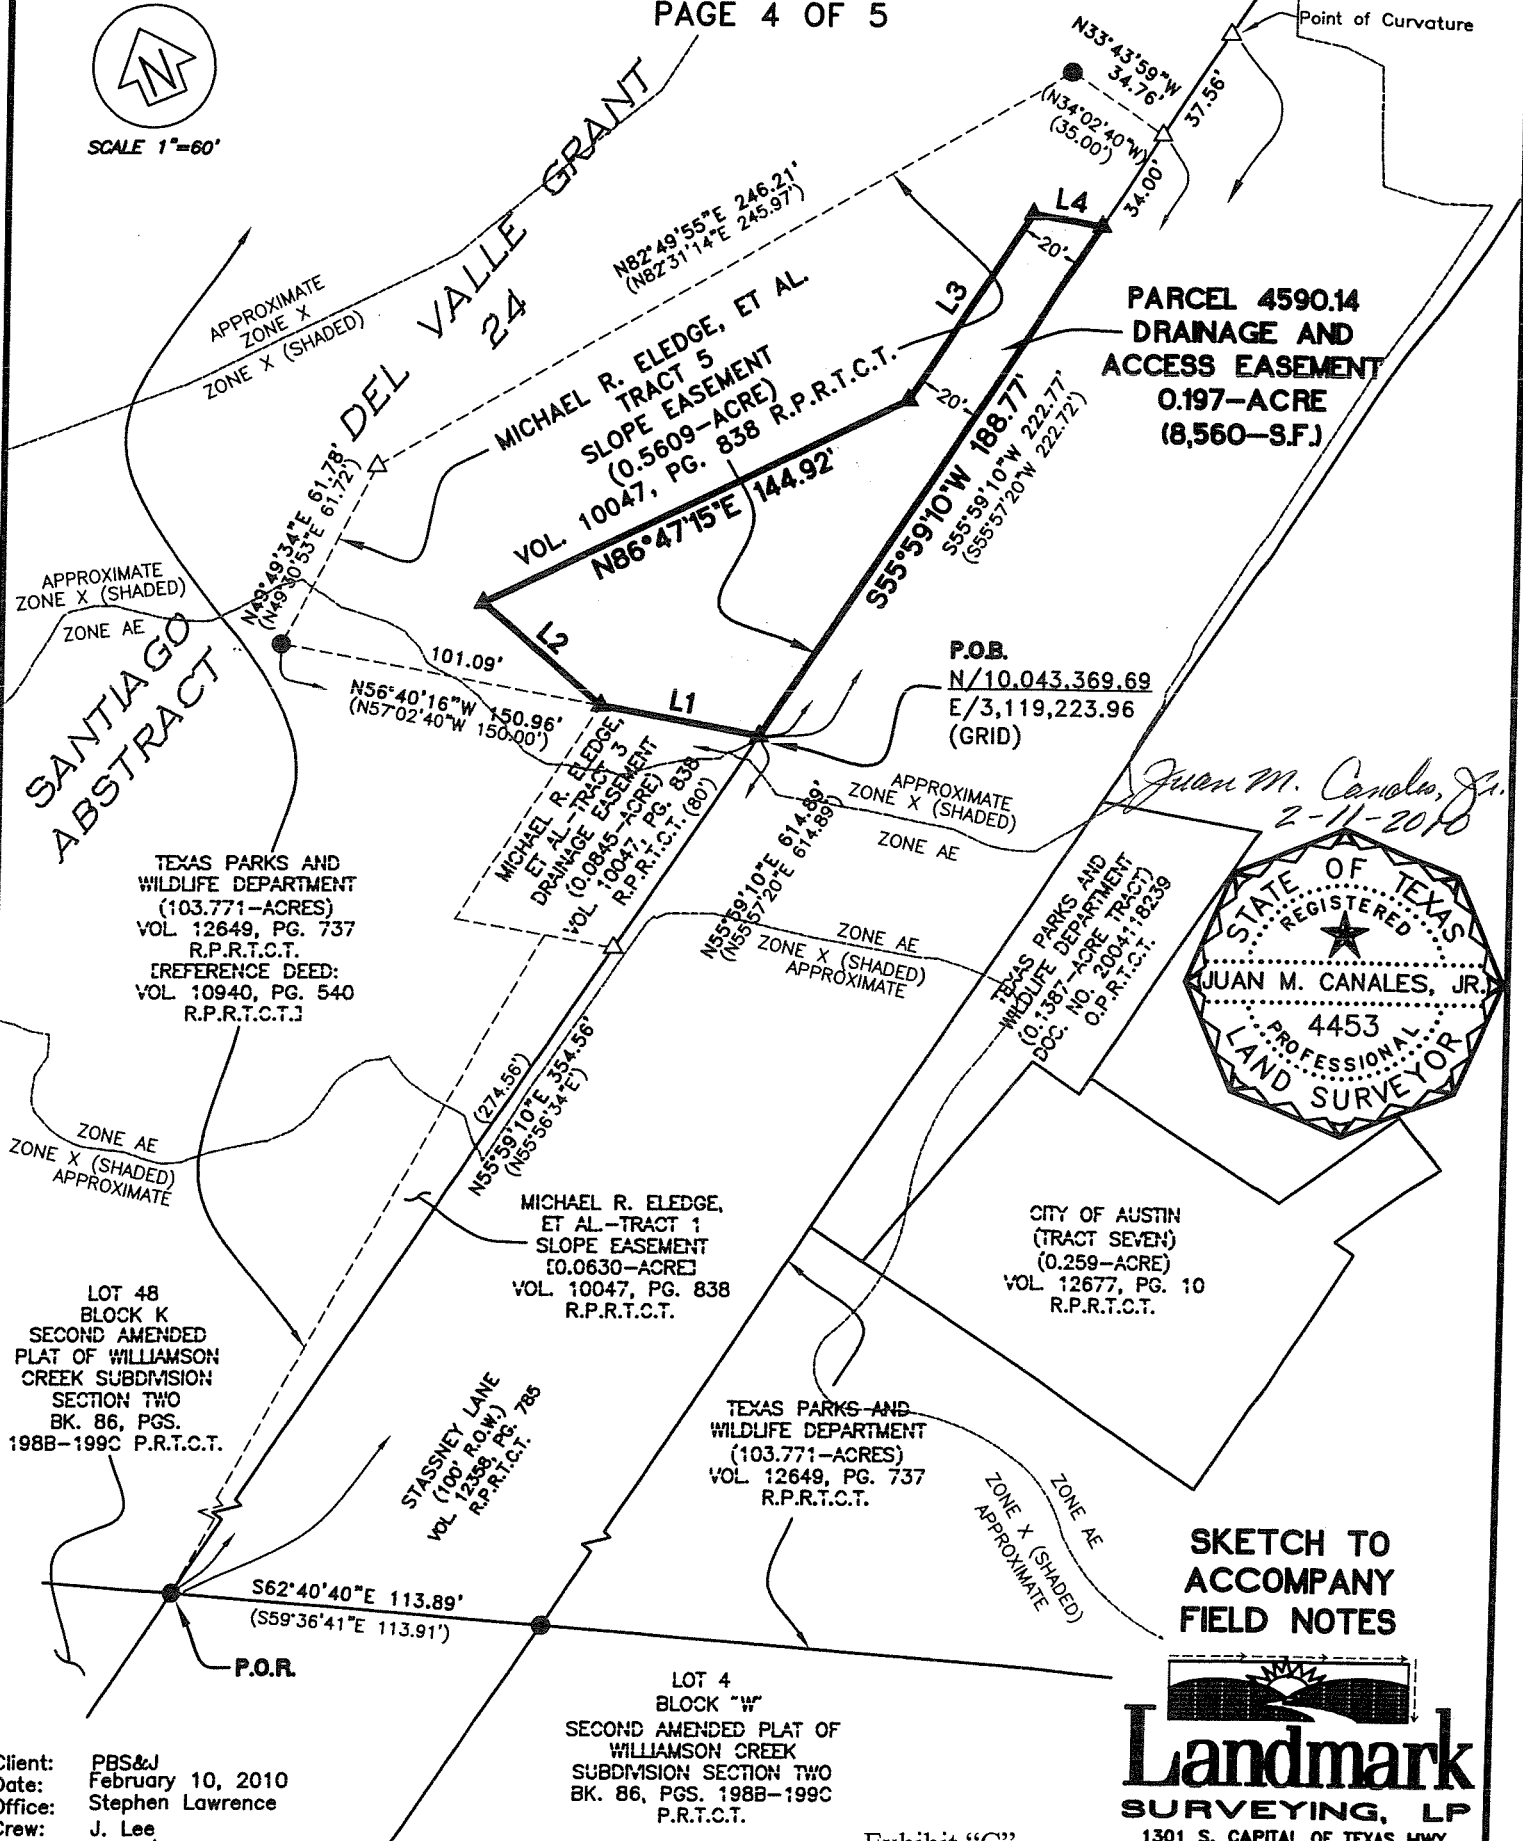 PAGE 4 OF 5
N
SCALE 1"=60'
Point of Curvature
N33°43'59"W
34.76'
(N34°02'40"W)
(35.00')
37.56'
34.00'
DEL VALLE GRANT
24
SANTIAGO
ABSTRACT
N82°49'55"E 246.21'
(N82°31'14"E 245.97')
APPROXIMATE
ZONE X
ZONE X (SHADED)
L4
20'
L3
20'
MICHAEL R. ELEDGE, ET AL.
TRACT 5
SLOPE EASEMENT
(0.5609-ACRE)
VOL. 10047, PG. 838 R.P.R.T.C.T.
N86°47'15"E 144.92'
PARCEL 4590.14
DRAINAGE AND
ACCESS EASEMENT
0.197-ACRE
(8,560-S.F.)
S55°59'10"W 188.77'
S55°59'10"W 222.77'
(S55°57'20"W 222.72')
N49°49'34"E 61.78'
(N49°30'53"E 61.72')
APPROXIMATE
ZONE X (SHADED)
ZONE AE
L2
101.09'
L1
N56°40'16"W 150.96'
(N57°02'40"W 150.00')
P.O.B.
N/10,043,369.69
E/3,119,223.96
(GRID)
MICHAEL R. ELEDGE,
ET AL.-TRACT 3
DRAINAGE EASEMENT
(0.0845-ACRE)
VOL. 10047, PG. 838
R.P.R.T.C.T. (80')
APPROXIMATE
ZONE X (SHADED)
ZONE AE
N55°59'10"E 614.89'
(N55°57'20"E 614.89')
Juan M. Canales, Jr.
2-11-2010
STATE OF TEXAS
REGISTERED
JUAN M. CANALES, JR.
4453
PROFESSIONAL
LAND SURVEYOR
TEXAS PARKS AND
WILDLIFE DEPARTMENT
(103.771-ACRES)
VOL. 12649, PG. 737
R.P.R.T.C.T.
[REFERENCE DEED:
VOL. 10940, PG. 540
R.P.R.T.C.T.]
ZONE AE
ZONE X (SHADED)
APPROXIMATE
TEXAS PARKS AND
WILDLIFE DEPARTMENT
(0.1387-ACRE TRACT)
DOC. NO. 2004118239
O.P.R.T.C.T.
(274.56')
N55°59'10"E 354.56'
(N55°56'34"E')
ZONE AE
ZONE X (SHADED)
APPROXIMATE
MICHAEL R. ELEDGE,
ET AL.-TRACT 1
SLOPE EASEMENT
[0.0630-ACRE]
VOL. 10047, PG. 838
R.P.R.T.C.T.
CITY OF AUSTIN
(TRACT SEVEN)
(0.259-ACRE)
VOL. 12677, PG. 10
R.P.R.T.C.T.
LOT 48
BLOCK K
SECOND AMENDED
PLAT OF WILLIAMSON
CREEK SUBDIVISION
SECTION TWO
BK. 86, PGS.
198B-199C P.R.T.C.T.
STASSNEY LANE
(100' R.O.W.)
VOL. 12358, PG. 785
R.P.R.T.C.T.
TEXAS PARKS AND
WILDLIFE DEPARTMENT
(103.771-ACRES)
VOL. 12649, PG. 737
R.P.R.T.C.T.
ZONE AE
ZONE X (SHADED)
APPROXIMATE
S62°40'40"E 113.89'
(S59°36'41"E 113.91')
P.O.R.
LOT 4
BLOCK "W"
SECOND AMENDED PLAT OF
WILLIAMSON CREEK
SUBDIVISION SECTION TWO
BK. 86, PGS. 198B-199C
P.R.T.C.T.
SKETCH TO
ACCOMPANY
FIELD NOTES
Landmark
SURVEYING, LP
1301 S. CAPITAL OF TEXAS HWY.
Client: PBS&J
Date: February 10, 2010
Office: Stephen Lawrence
Crew: J. Lee
Exhibit "C"